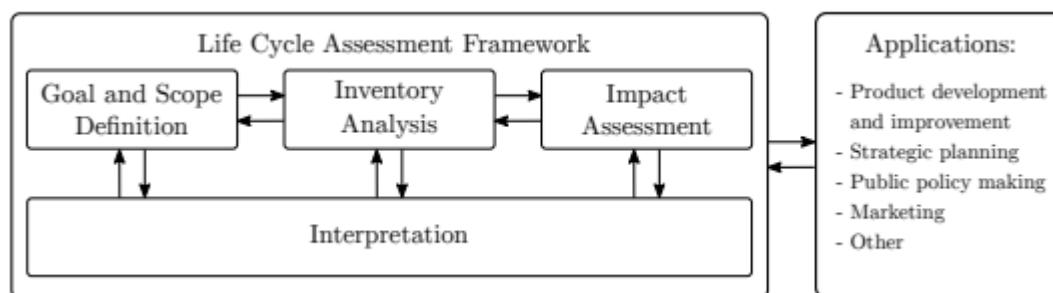 Life Cycle Assessment Framework
Goal and Scope
Definition
Inventory
Analysis
Impact
Assessment
Interpretation
Applications:
- Product development
and improvement
- Strategic planning
- Public policy making
- Marketing
- Other